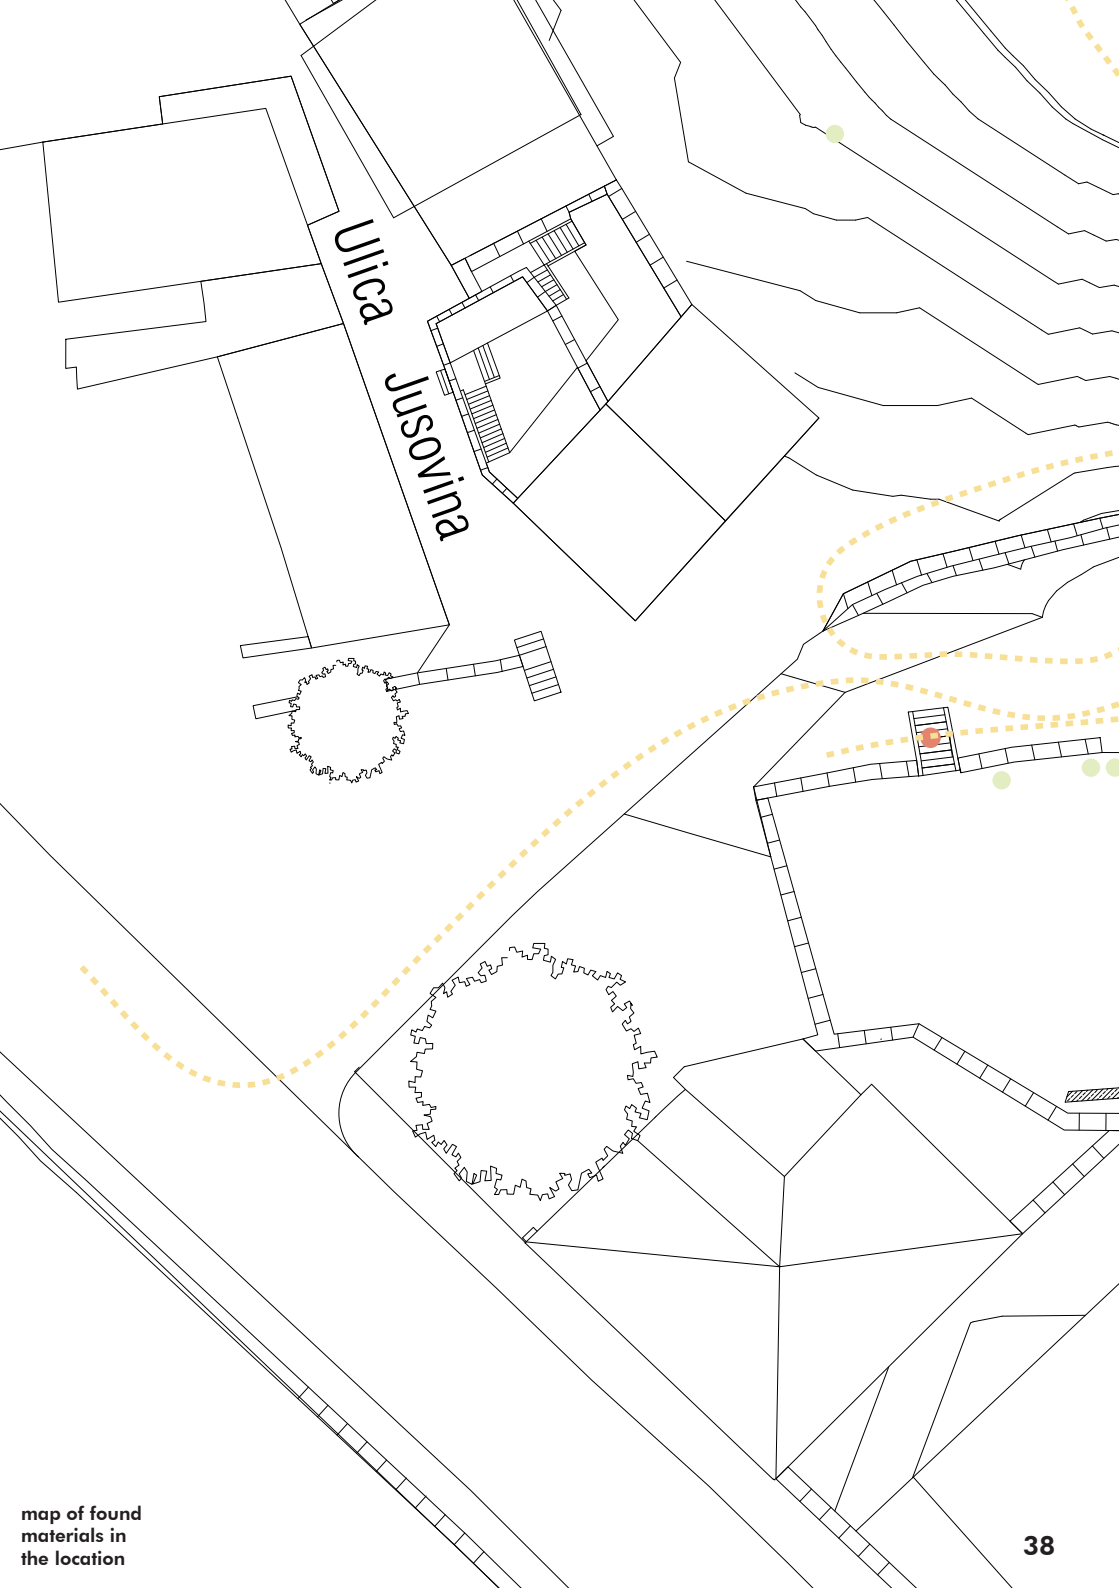 Ulica Jusovina
map of found
materials in
the location
38